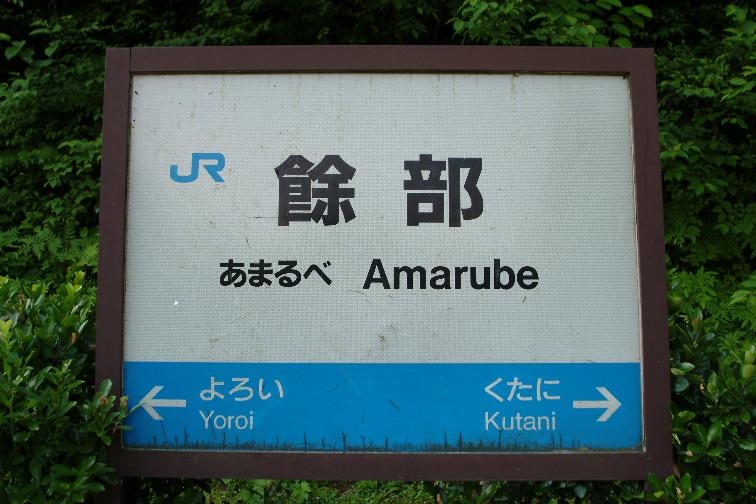 JR 餘部
あまるべ Amarube
← よろい くたに →
Yoroi Kutani